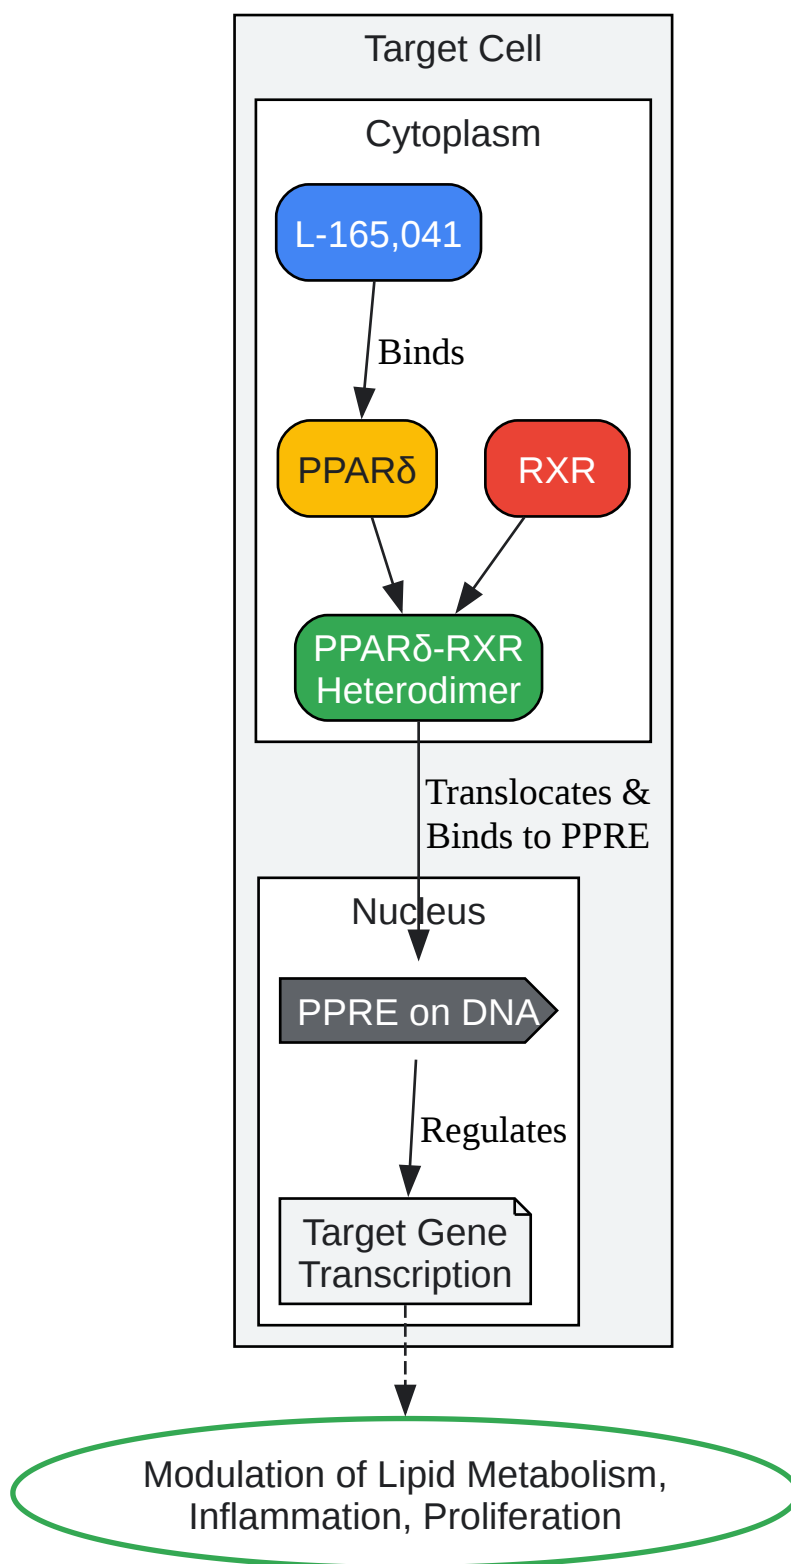 Target Cell
Cytoplasm
L-165,041
Binds
PPARδ
RXR
PPARδ-RXR
Heterodimer
Translocates &
Binds to PPRE
Nucleus
PPRE on DNA
Regulates
Target Gene
Transcription
Modulation of Lipid Metabolism,
Inflammation, Proliferation